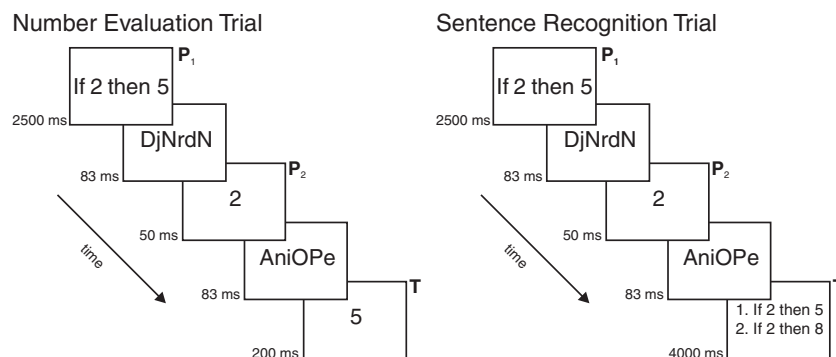 Number Evaluation Trial
P1
If 2 then 5
2500 ms
DjNrdN
83 ms
P2
2
50 ms
AniOPe
83 ms
T
5
200 ms
time
Sentence Recognition Trial
P1
If 2 then 5
2500 ms
DjNrdN
83 ms
P2
2
50 ms
AniOPe
83 ms
T
1. If 2 then 5
2. If 2 then 8
4000 ms
time